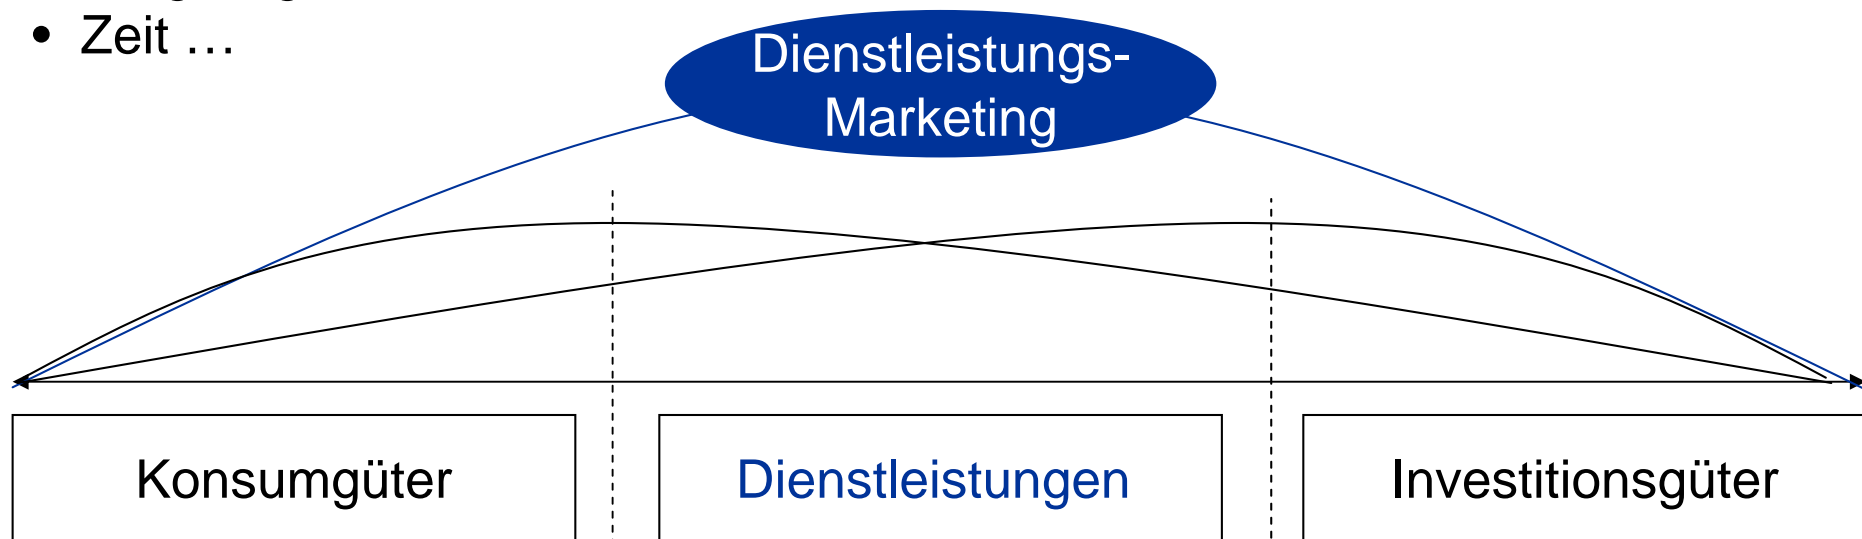 • Zeit …
Dienstleistungs-
Marketing
Konsumgüter
Dienstleistungen
Investitionsgüter